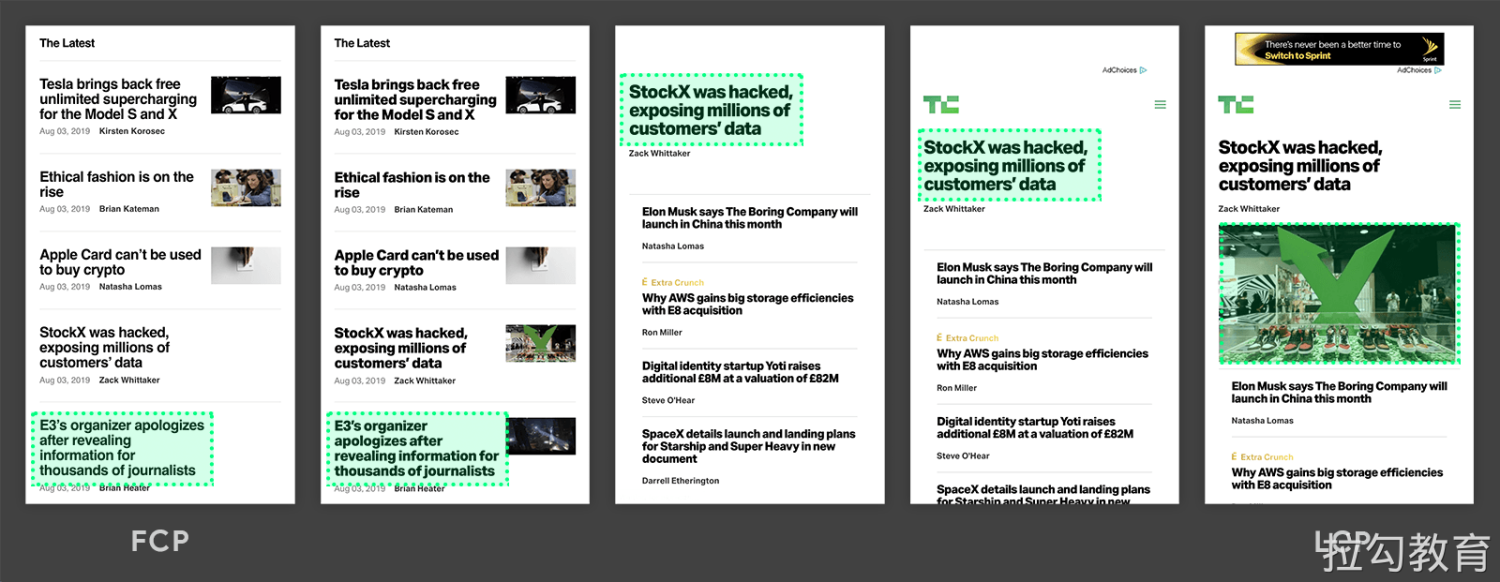 The Latest
Tesla brings back free
unlimited supercharging
for the Model S and X
Aug 03, 2019 Kirsten Korosec
Ethical fashion is on the
rise
Aug 03, 2019 Brian Kateman
Apple Card can't be used
to buy crypto
Aug 03, 2019 Natasha Lomas
StockX was hacked,
exposing millions of
customers' data
Aug 03, 2019 Zack Whittaker
E3's organizer apologizes
after revealing
information for
thousands of journalists
Aug 03, 2019 Brian Heater
The Latest
Tesla brings back free
unlimited supercharging
for the Model S and X
Aug 03, 2019 Kirsten Korosec
Ethical fashion is on the
rise
Aug 03, 2019 Brian Kateman
Apple Card can't be used
to buy crypto
Aug 03, 2019 Natasha Lomas
StockX was hacked,
exposing millions of
customers' data
Aug 03, 2019 Zack Whittaker
E3's organizer
apologizes after
revealing information for
thousands of journalists
Aug 03, 2019 Brian Heater
StockX was hacked,
exposing millions of
customers' data
Zack Whittaker
Elon Musk says The Boring Company will
launch in China this month
Natasha Lomas
Extra Crunch
Why AWS gains big storage efficiencies
with E8 acquisition
Ron Miller
Digital identity startup Yoti raises
additional £8M at a valuation of £82M
Steve O'Hear
SpaceX details launch and landing plans
for Starship and Super Heavy in new
document
Darrell Etherington
AdChoices
TC
StockX was hacked,
exposing millions of
customers' data
Zack Whittaker
Elon Musk says The Boring Company will
launch in China this month
Natasha Lomas
Extra Crunch
Why AWS gains big storage efficiencies
with E8 acquisition
Ron Miller
Digital identity startup Yoti raises
additional £8M at a valuation of £82M
Steve O'Hear
SpaceX details launch and landing plans
for Starship and Super Heavy in new
There's never been a better time to
Switch to Sprint
Sprint
AdChoices
TC
StockX was hacked,
exposing millions of
customers' data
Zack Whittaker
Elon Musk says The Boring Company will
launch in China this month
Natasha Lomas
Extra Crunch
Why AWS gains big storage efficiencies
with E8 acquisition
FCP
LCP
拉勾教育